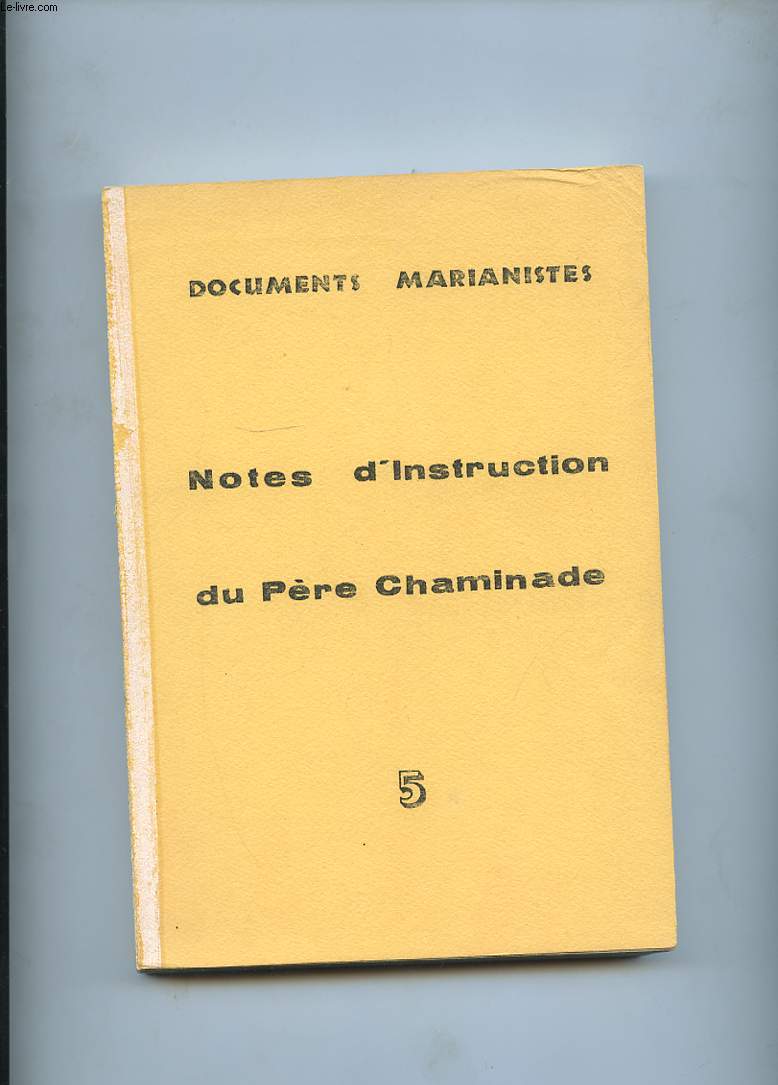 Le-livre.com
DOCUMENTS MARIANISTES
Notes d'Instruction
du Père Chaminade
5